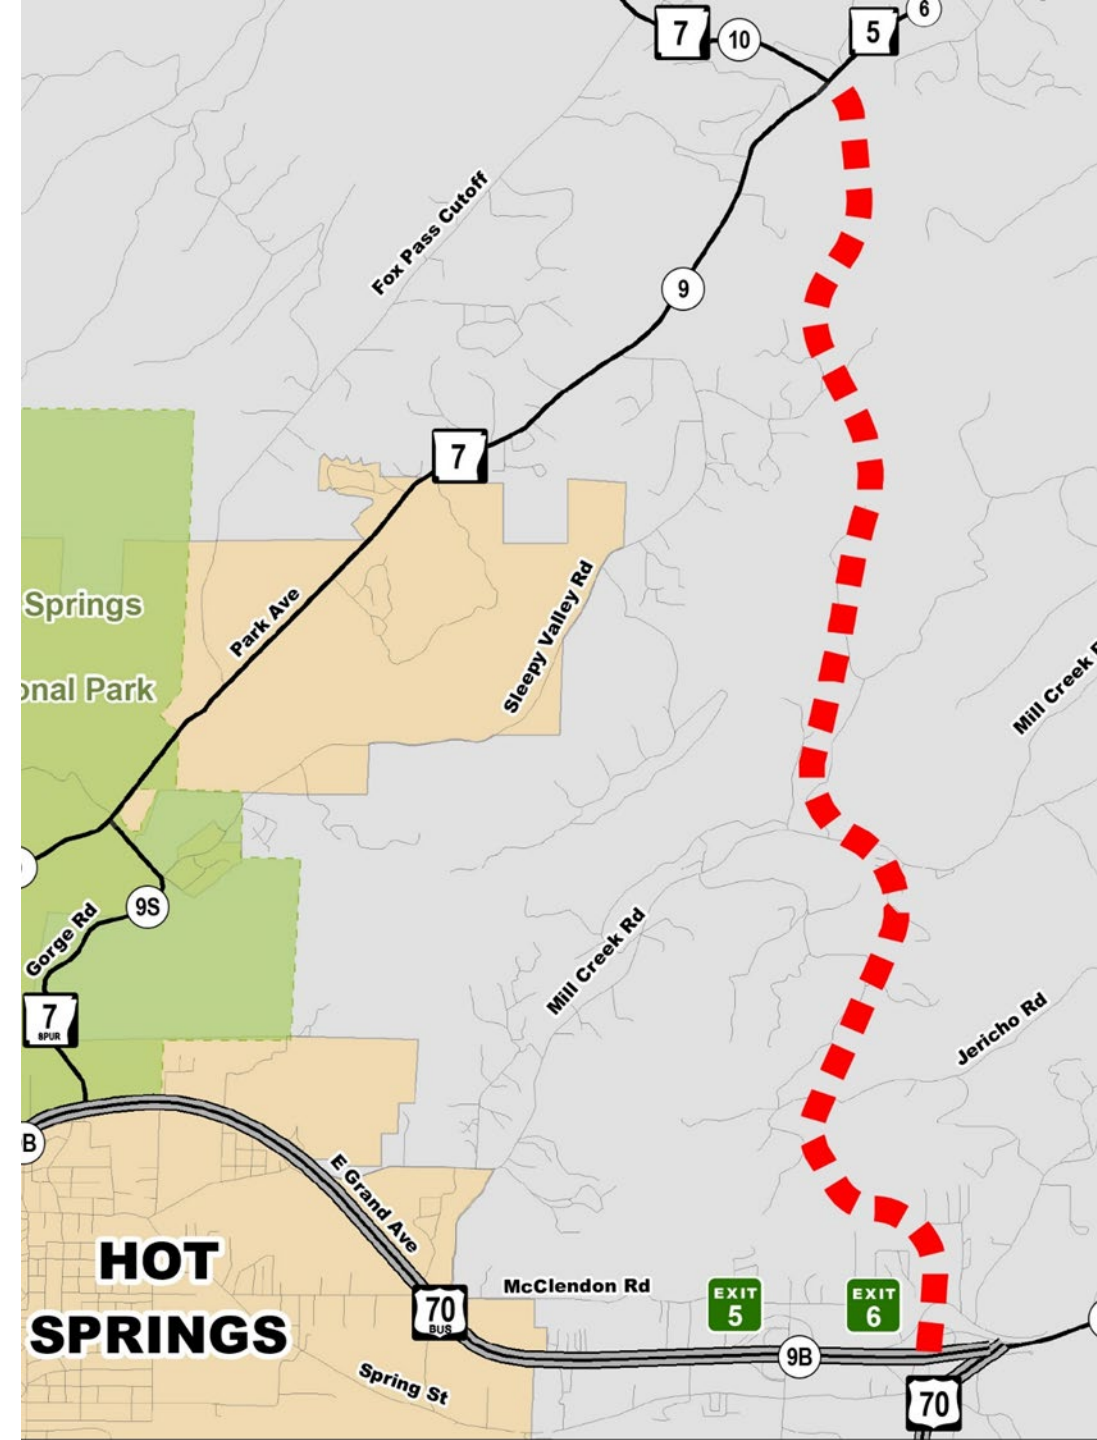 6
7
10
5
Fox Pass Cutoff
9
7
Springs
Park Ave
Sleepy Valley Rd
onal Park
Mill Creek
9S
Mill Creek Rd
Gorge Rd
7
SPUR
Jericho Rd
B
E Grand Ave
HOT
SPRINGS
McClendon Rd
EXIT
5
EXIT
6
70
BUS
9B
Spring St
70